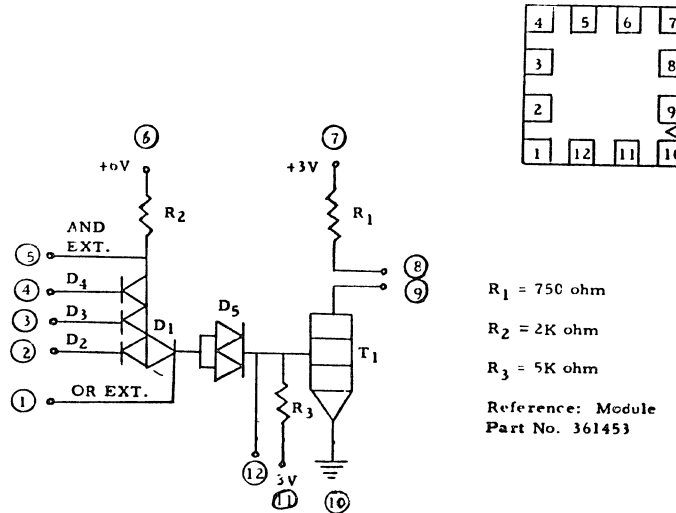 4 5 6 7
3 8
2 9
1 12 11 10
6 7
+6V +3V
R2 R1
AND
EXT.
5
4 D4
3 D3 D1 D5
2 D2
8
9
T1
1 OR EXT.
R3
12 3V
11 10
R1 = 750 ohm
R2 = 2K ohm
R3 = 5K ohm
Reference: Module
Part No. 361453